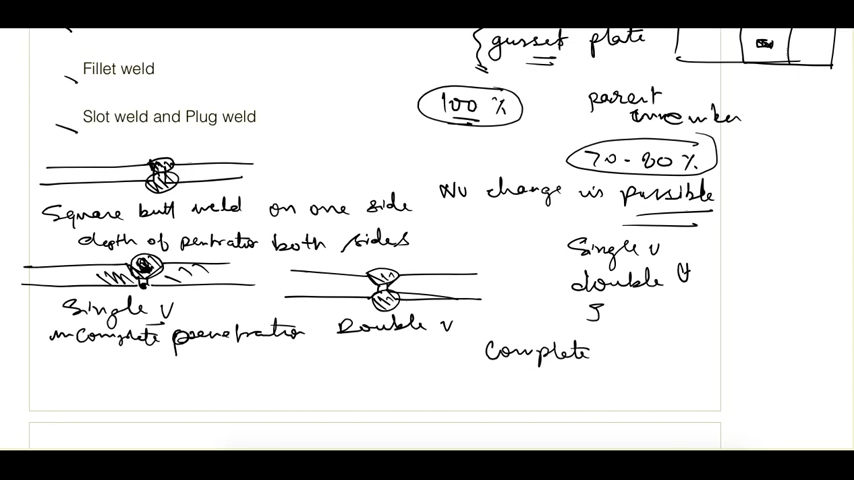 gusset plate
Fillet weld
100 %
parent
member
Slot weld and Plug weld
70-80 %
No change is possible
Square butt weld on one side
depth of pentration both sides
Single v
double V
J
Single V
Double v
incomplete penetration
Complete